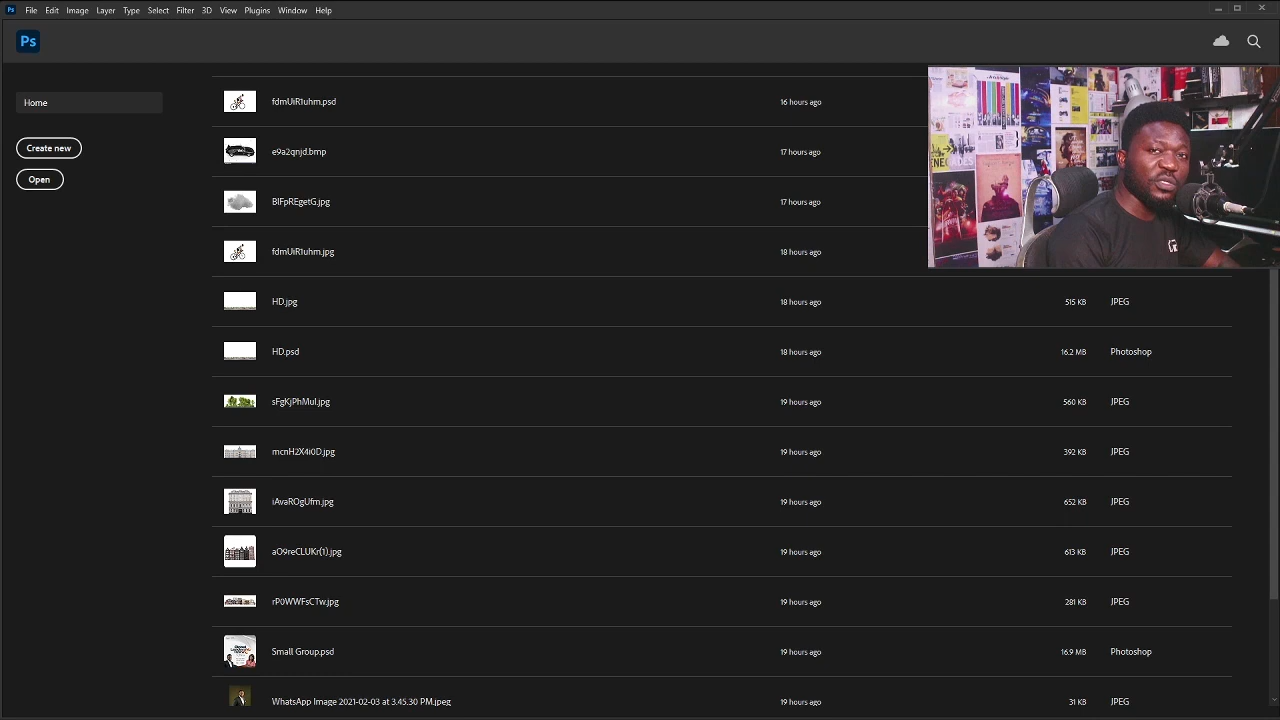 Ps File Edit Image Layer Type Select Filter 3D View Plugins Window Help
Ps
Home
Create new
Open
fdmUiR1uhm.psd 16 hours ago
e9a2qnjd.bmp 17 hours ago
BlFpREgetG.jpg 17 hours ago
fdmUiR1uhm.jpg 18 hours ago
HD.jpg 18 hours ago 515 KB JPEG
HD.psd 18 hours ago 16.2 MB Photoshop
sFgKjPhMul.jpg 19 hours ago 560 KB JPEG
mcnH2X4i0D.jpg 19 hours ago 392 KB JPEG
iAvaROgUfm.jpg 19 hours ago 652 KB JPEG
aO9reCLUKr(1).jpg 19 hours ago 613 KB JPEG
rP0WWFsCTw.jpg 19 hours ago 281 KB JPEG
Small Group.psd 19 hours ago 16.9 MB Photoshop
WhatsApp Image 2021-02-03 at 3.45.30 PM.jpeg 19 hours ago 31 KB JPEG